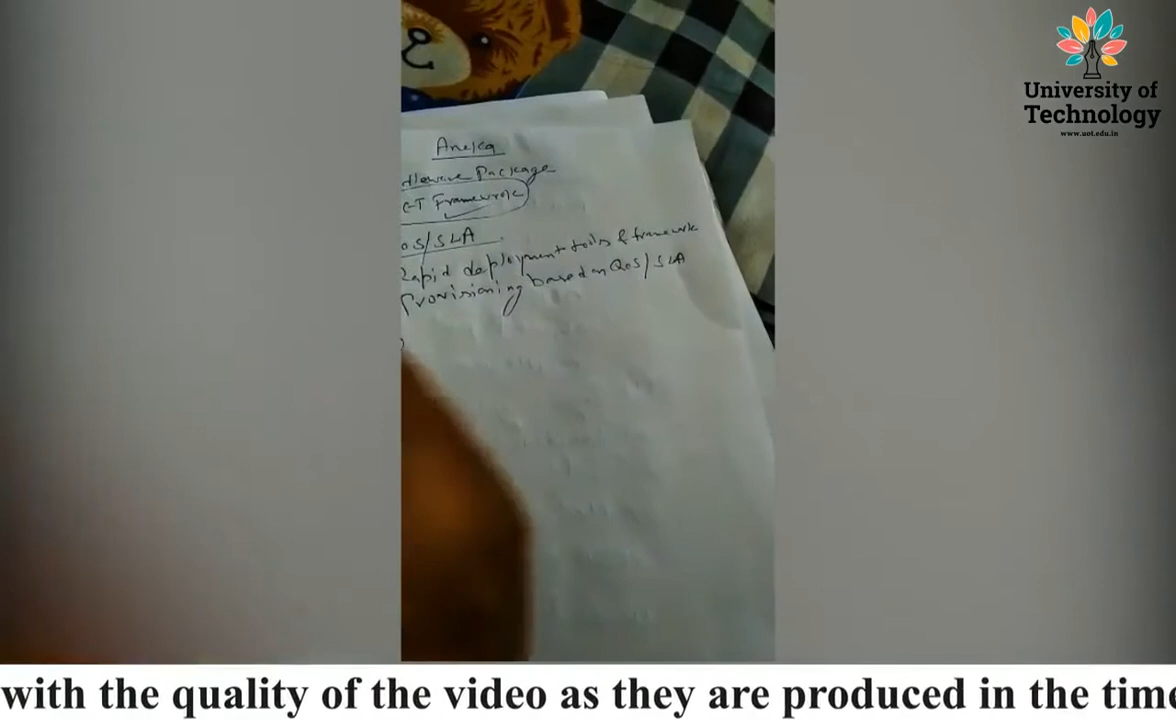 University of
Technology
www.uot.edu.in
Aneka
Package
Framework
OS/SLA
Rapid deployment tools & framework
Provisioning based on QoS/SLA
with the quality of the video as they are produced in the time